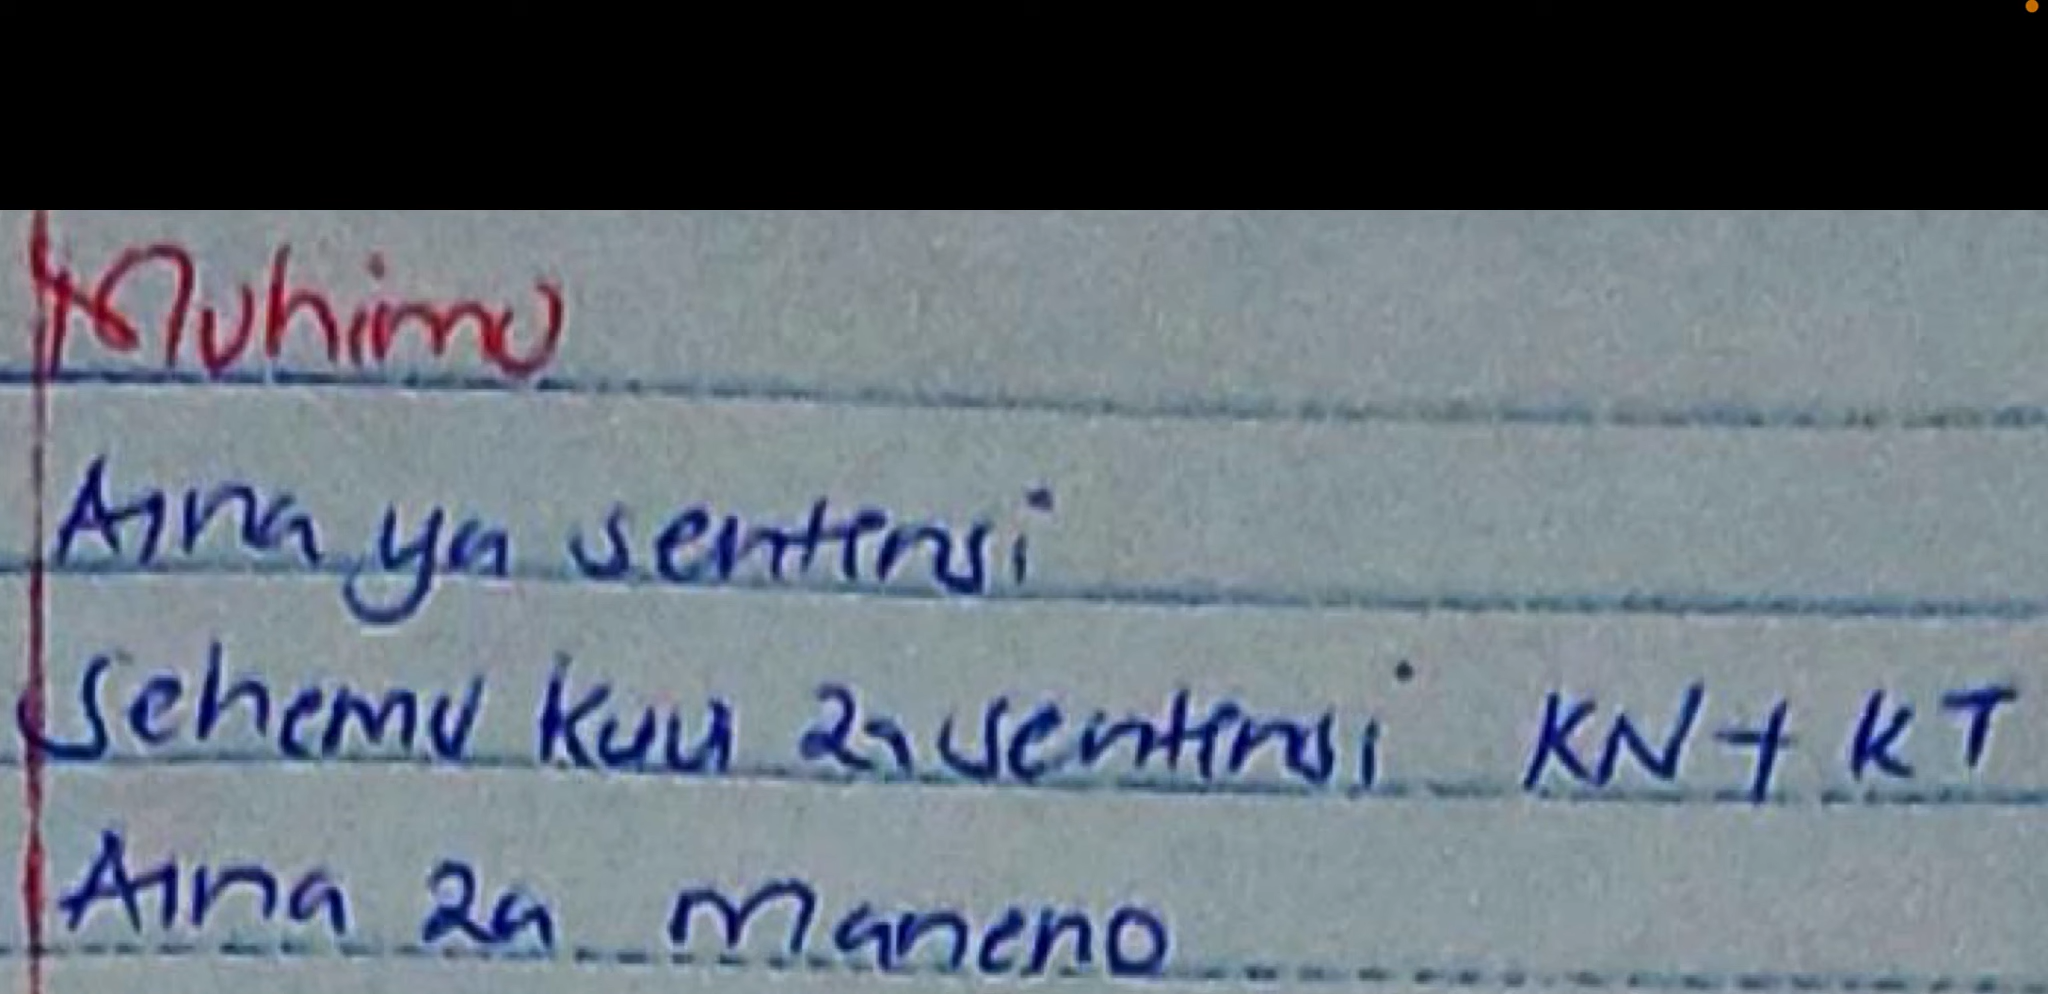 Muhimu
Aina ya sentensi
Sehemu kuu za sentensi KN + KT
Aina za Maneno